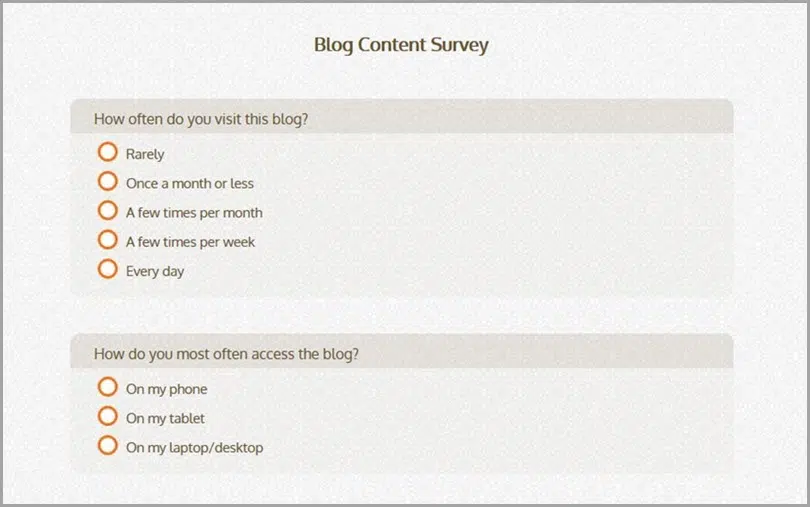 Blog Content Survey
How often do you visit this blog?
Rarely
Once a month or less
A few times per month
A few times per week
Every day
How do you most often access the blog?
On my phone
On my tablet
On my laptop/desktop